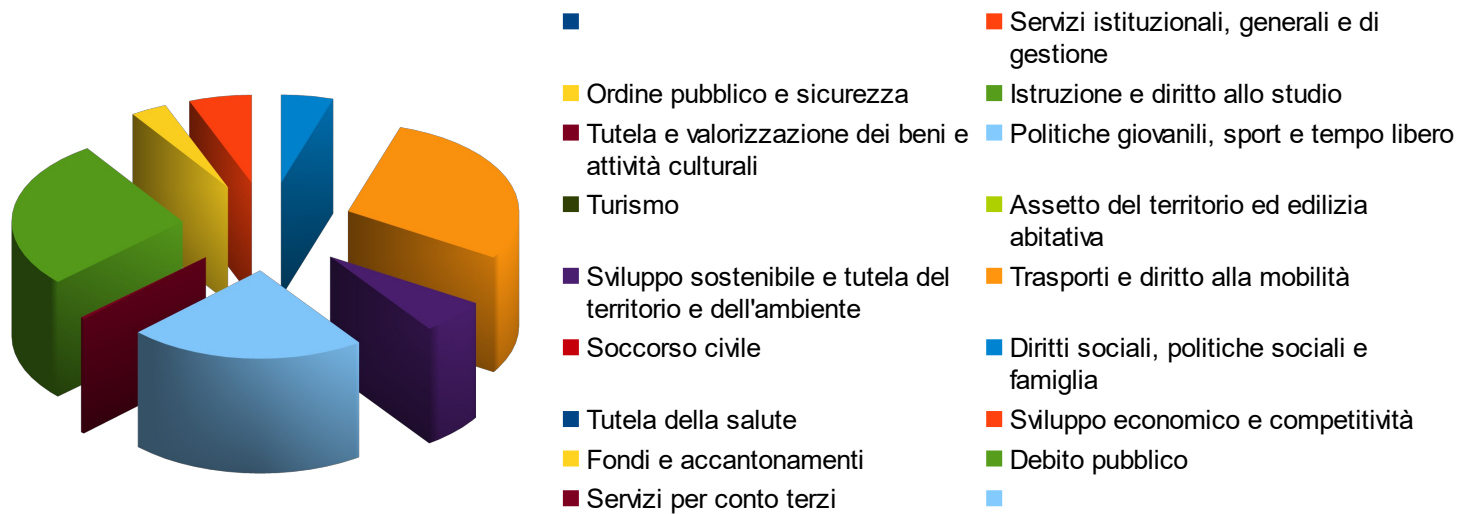 Servizi istituzionali, generali e di
gestione
Ordine pubblico e sicurezza
Istruzione e diritto allo studio
Tutela e valorizzazione dei beni e
attività culturali
Politiche giovanili, sport e tempo libero
Turismo
Assetto del territorio ed edilizia
abitativa
Sviluppo sostenibile e tutela del
territorio e dell'ambiente
Trasporti e diritto alla mobilità
Soccorso civile
Diritti sociali, politiche sociali e
famiglia
Tutela della salute
Sviluppo economico e competitività
Fondi e accantonamenti
Debito pubblico
Servizi per conto terzi